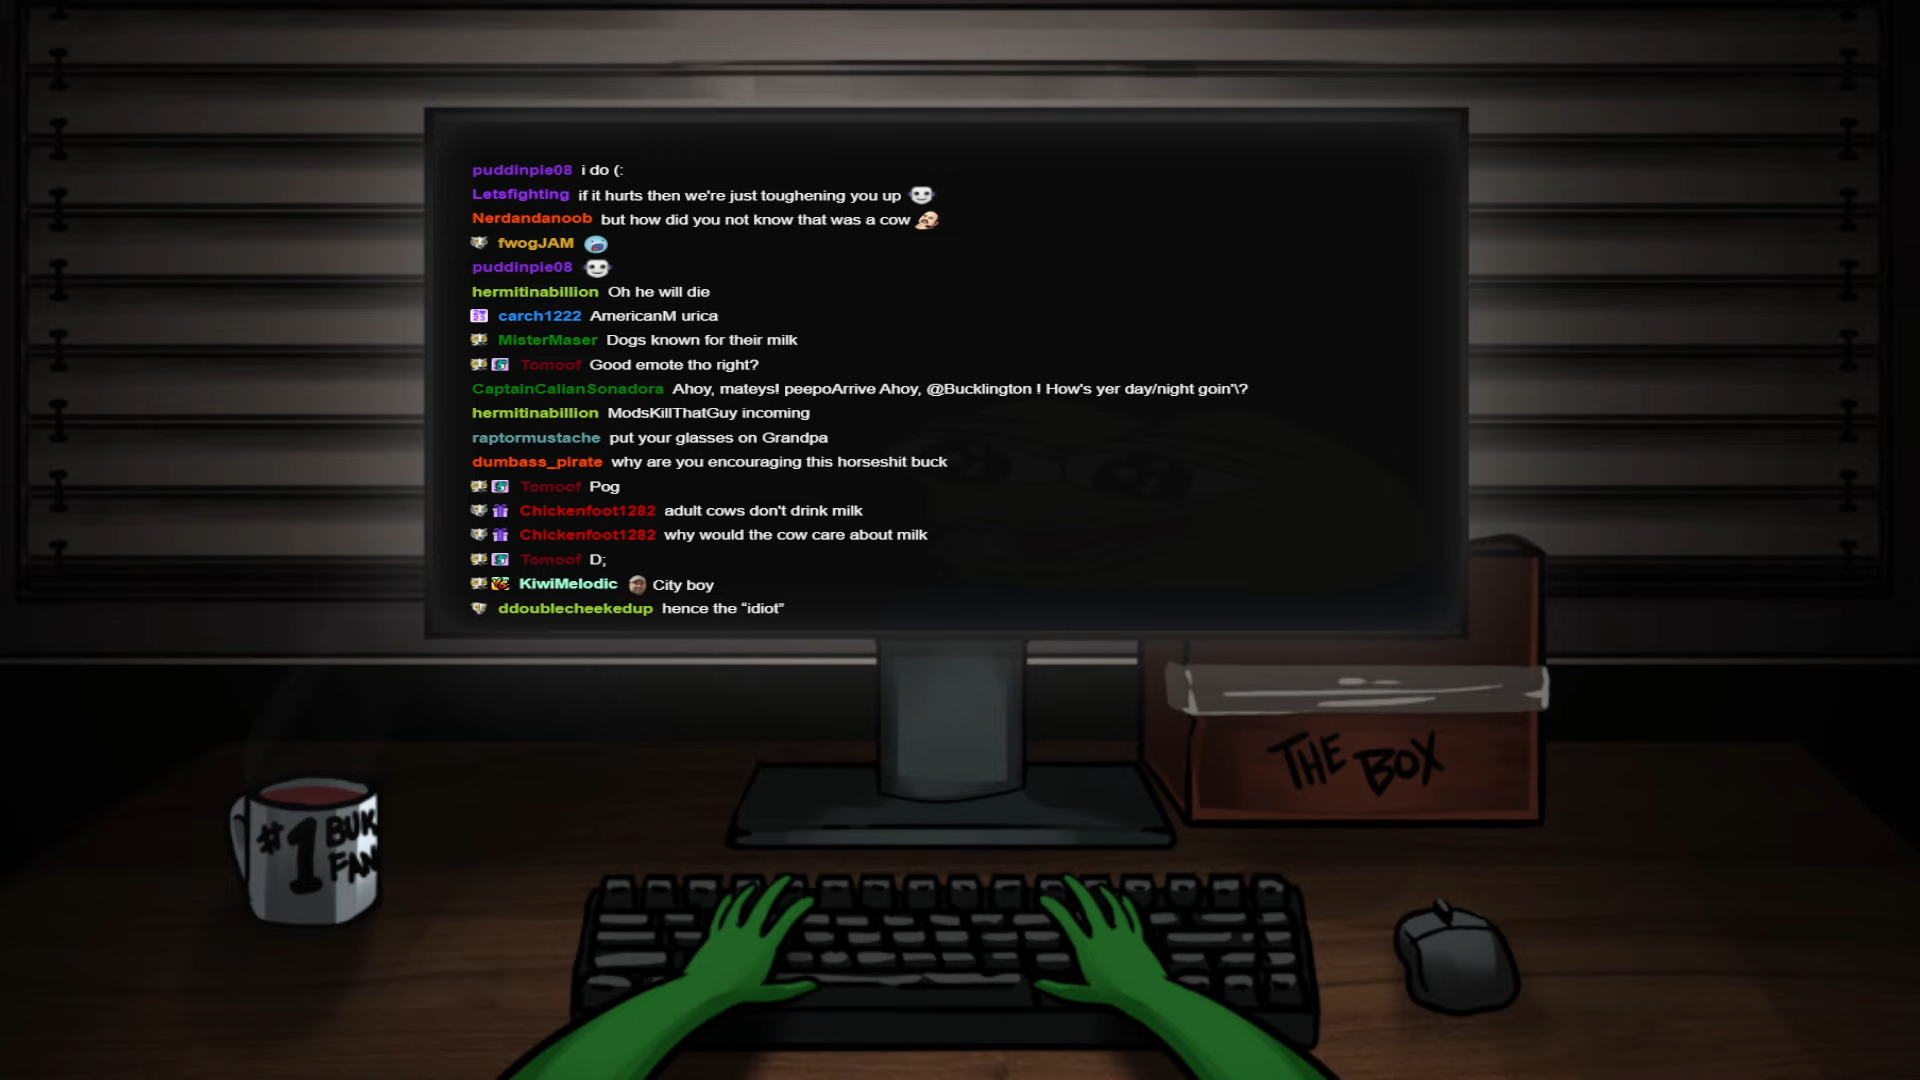 puddinpie08 i do (:
Letsfighting if it hurts then we're just toughening you up
Nerdandanoob but how did you not know that was a cow
fwogJAM
puddinpie08
hermitinabillion Oh he will die
carch1222 AmericanM urica
MisterMaser Dogs known for their milk
Tomoof Good emote tho right?
CaptainCalianSonadora Ahoy, mateys! peepoArrive Ahoy, @Bucklington ! How's yer day/night goin'\?
hermitinabillion ModsKillThatGuy incoming
raptormustache put your glasses on Grandpa
dumbass_pirate why are you encouraging this horseshit buck
Tomoof Pog
Chickenfoot1282 adult cows don't drink milk
Chickenfoot1282 why would the cow care about milk
Tomoof D;
KiwiMelodic City boy
ddoublecheekedup hence the “idiot”
THE BOX
#1 BUK
FAN